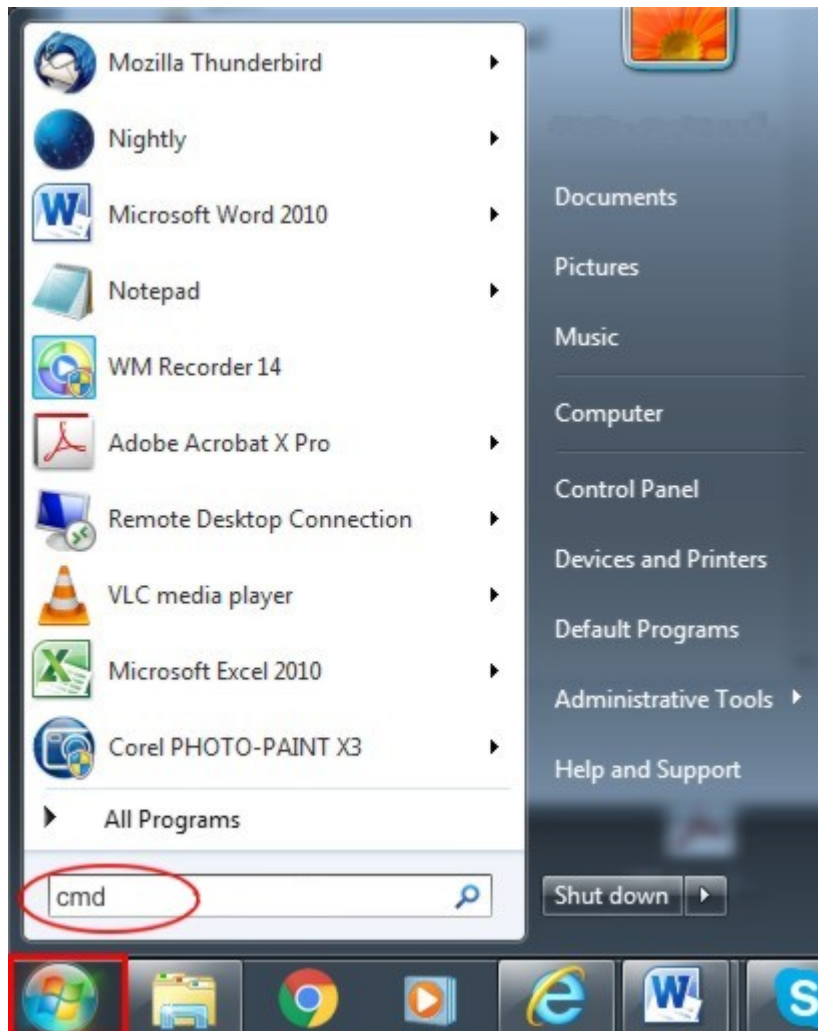 Mozilla Thunderbird
Nightly
Microsoft Word 2010
Notepad
WM Recorder 14
Adobe Acrobat X Pro
Remote Desktop Connection
VLC media player
Microsoft Excel 2010
Corel PHOTO-PAINT X3
All Programs
cmd
Documents
Pictures
Music
Computer
Control Panel
Devices and Printers
Default Programs
Administrative Tools
Help and Support
Shut down